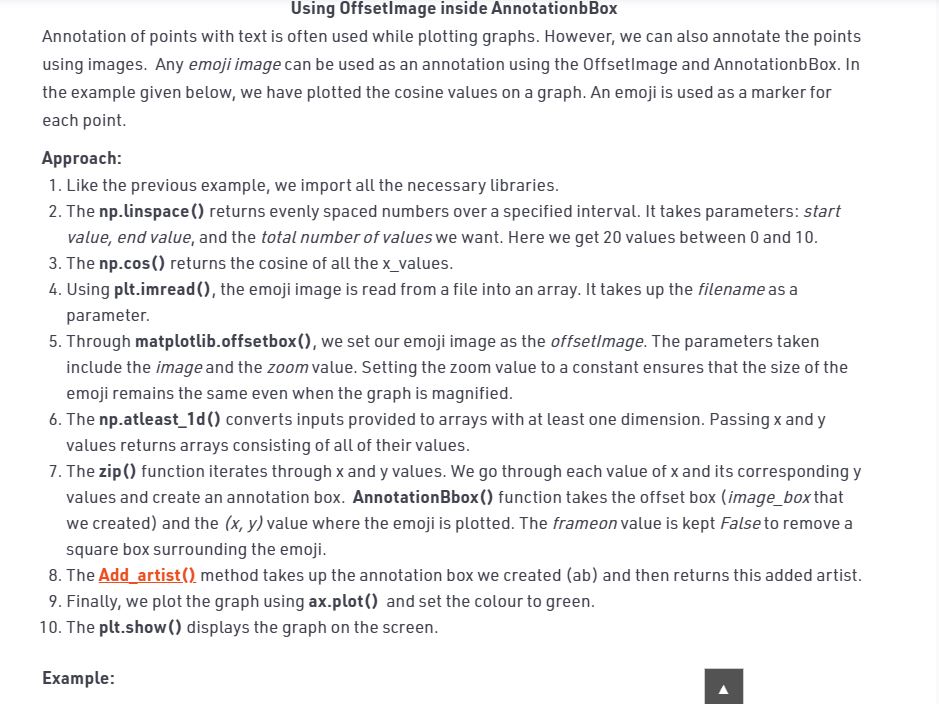 Using OffsetImage inside AnnotationbBox
Annotation of points with text is often used while plotting graphs. However, we can also annotate the points
using images.  Any emoji image can be used as an annotation using the OffsetImage and AnnotationbBox. In
the example given below, we have plotted the cosine values on a graph. An emoji is used as a marker for
each point.
Approach:
1. Like the previous example, we import all the necessary libraries.
2. The np.linspace() returns evenly spaced numbers over a specified interval. It takes parameters: start
value, end value, and the total number of values we want. Here we get 20 values between 0 and 10.
3. The np.cos() returns the cosine of all the x_values.
4. Using plt.imread(), the emoji image is read from a file into an array. It takes up the filename as a
parameter.
5. Through matplotlib.offsetbox(), we set our emoji image as the offsetImage. The parameters taken
include the image and the zoom value. Setting the zoom value to a constant ensures that the size of the
emoji remains the same even when the graph is magnified.
6. The np.atleast_1d() converts inputs provided to arrays with at least one dimension. Passing x and y
values returns arrays consisting of all of their values.
7. The zip() function iterates through x and y values. We go through each value of x and its corresponding y
values and create an annotation box.  AnnotationBbox() function takes the offset box (image_box that
we created) and the (x, y) value where the emoji is plotted. The frameon value is kept False to remove a
square box surrounding the emoji.
8. The Add_artist() method takes up the annotation box we created (ab) and then returns this added artist.
9. Finally, we plot the graph using ax.plot()  and set the colour to green.
10. The plt.show() displays the graph on the screen.
Example: